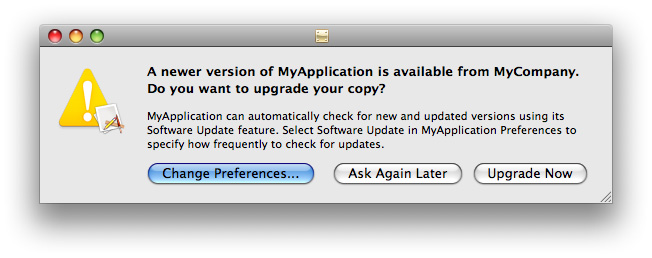 A newer version of MyApplication is available from MyCompany.
Do you want to upgrade your copy?
MyApplication can automatically check for new and updated versions using its
Software Update feature. Select Software Update in MyApplication Preferences to
specify how frequently to check for updates.
Change Preferences... Ask Again Later Upgrade Now